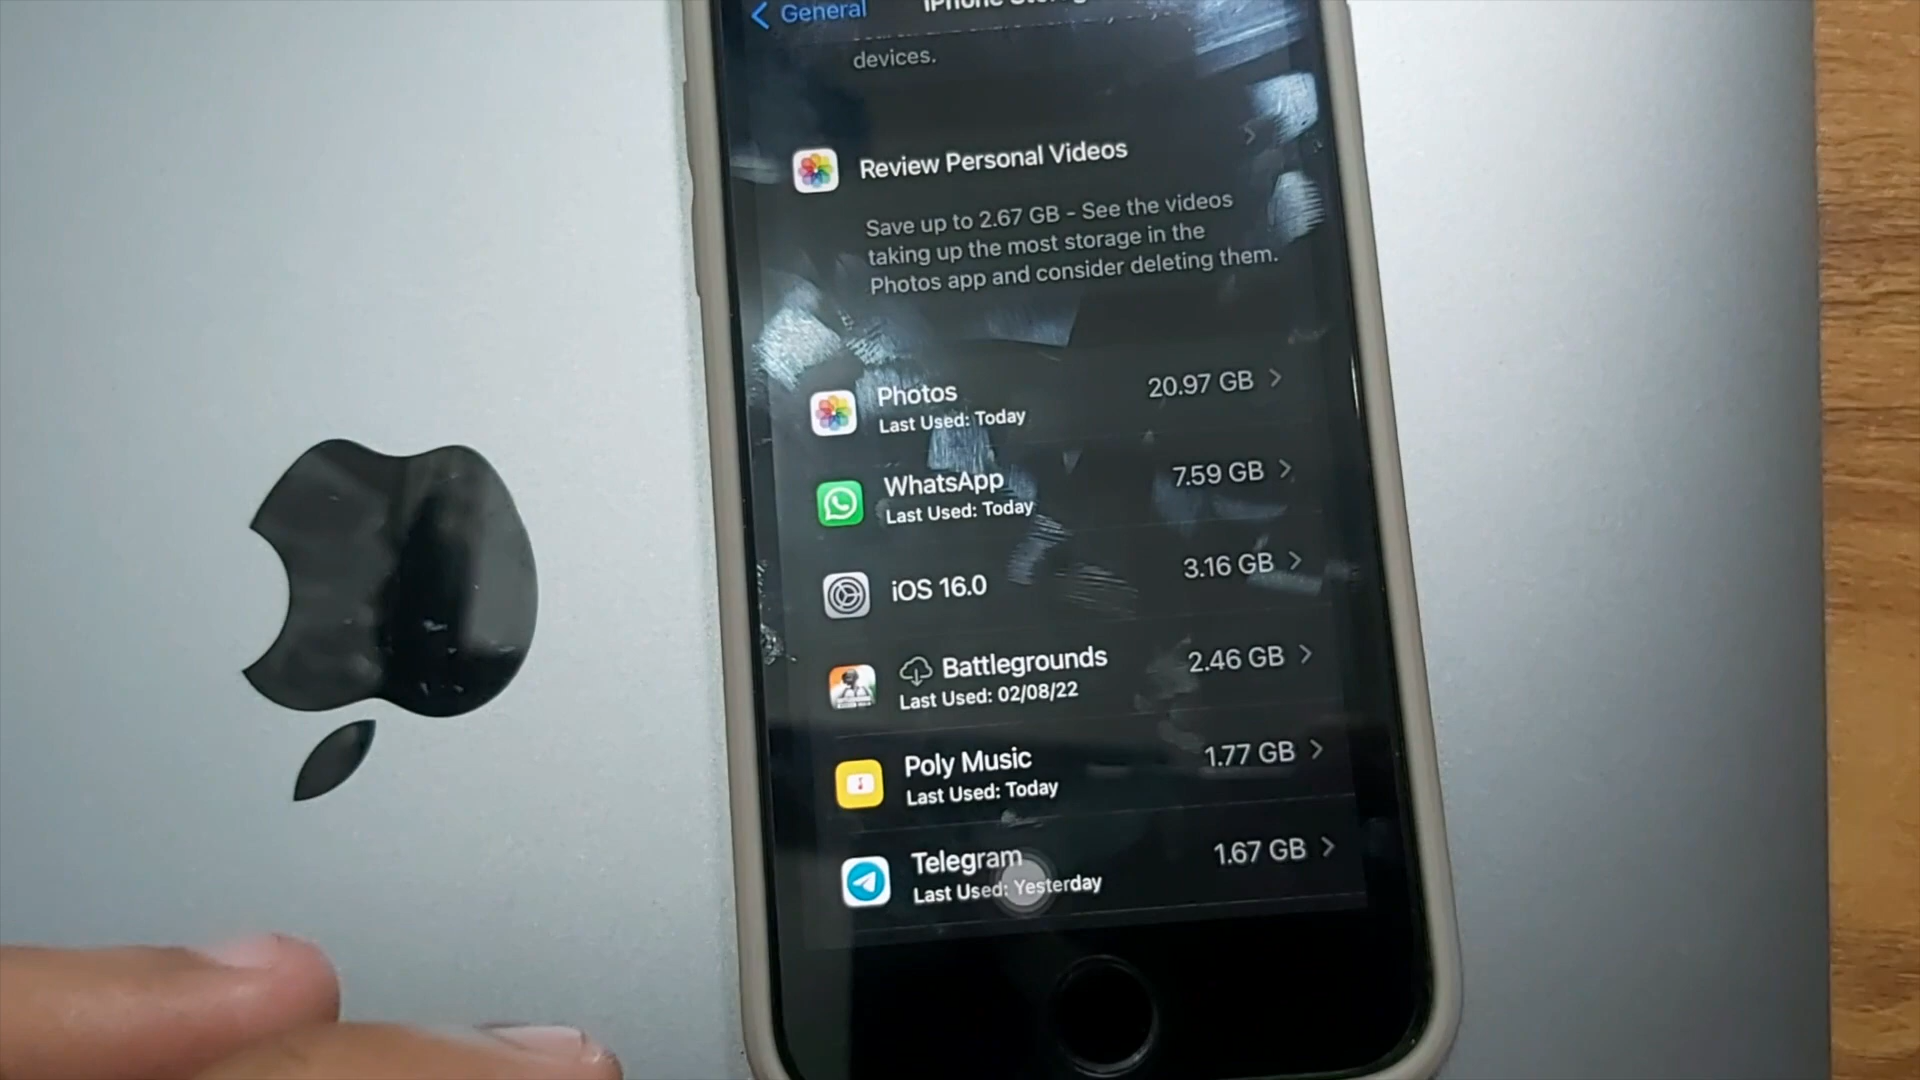 General
devices.
Review Personal Videos
Save up to 2.67 GB - See the videos
taking up the most storage in the
Photos app and consider deleting them.
Photos 20.97 GB
Last Used: Today
WhatsApp 7.59 GB
Last Used: Today
iOS 16.0 3.16 GB
Battlegrounds 2.46 GB
Last Used: 02/08/22
Poly Music 1.77 GB
Last Used: Today
Telegram 1.67 GB
Last Used: Yesterday